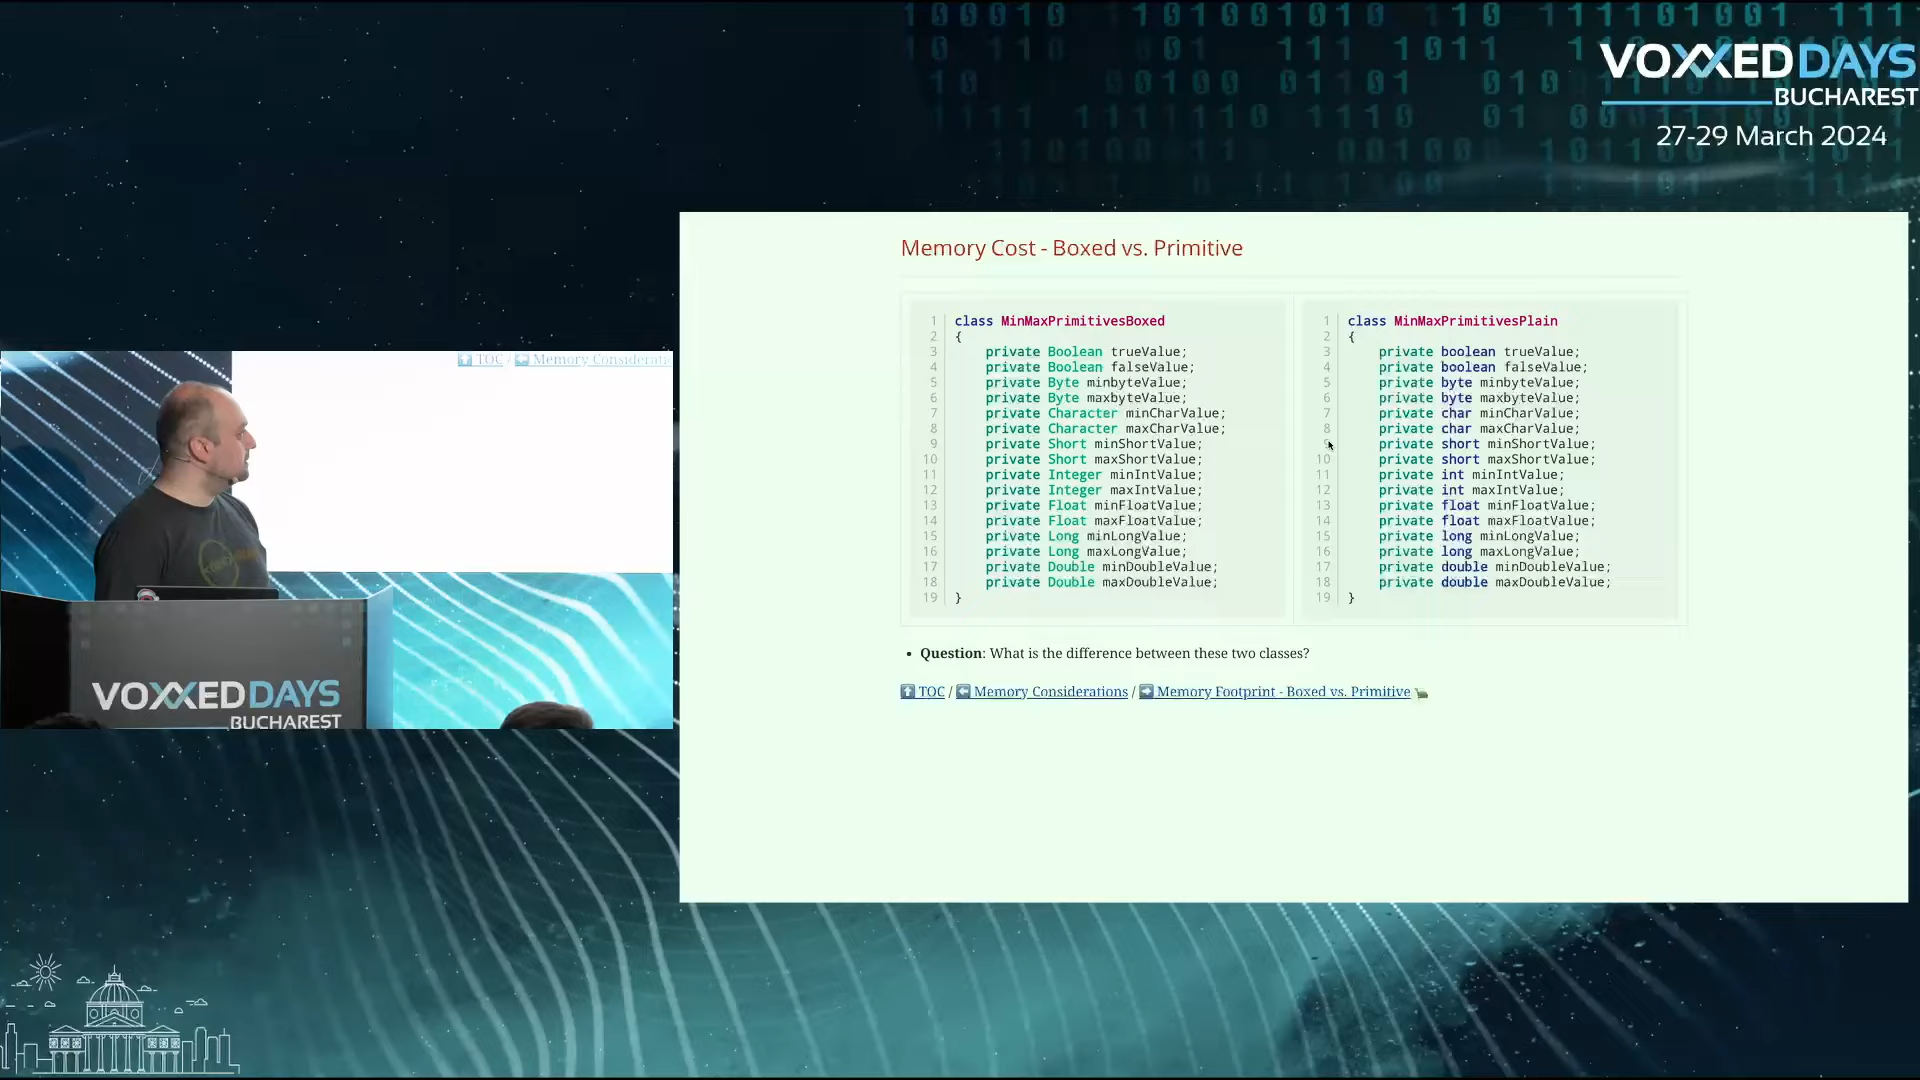 VOXXEDDAYS
BUCHAREST
27-29 March 2024
TOC / Memory Considerati
VOXXEDDAYS
BUCHAREST
Memory Cost - Boxed vs. Primitive
1 class MinMaxPrimitivesBoxed
2 {
3 private Boolean trueValue;
4 private Boolean falseValue;
5 private Byte minbyteValue;
6 private Byte maxbyteValue;
7 private Character minCharValue;
8 private Character maxCharValue;
9 private Short minShortValue;
10 private Short maxShortValue;
11 private Integer minIntValue;
12 private Integer maxIntValue;
13 private Float minFloatValue;
14 private Float maxFloatValue;
15 private Long minLongValue;
16 private Long maxLongValue;
17 private Double minDoubleValue;
18 private Double maxDoubleValue;
19 }
1 class MinMaxPrimitivesPlain
2 {
3 private boolean trueValue;
4 private boolean falseValue;
5 private byte minbyteValue;
6 private byte maxbyteValue;
7 private char minCharValue;
8 private char maxCharValue;
9 private short minShortValue;
10 private short maxShortValue;
11 private int minIntValue;
12 private int maxIntValue;
13 private float minFloatValue;
14 private float maxFloatValue;
15 private long minLongValue;
16 private long maxLongValue;
17 private double minDoubleValue;
18 private double maxDoubleValue;
19 }
• Question: What is the difference between these two classes?
TOC / Memory Considerations / Memory Footprint - Boxed vs. Primitive